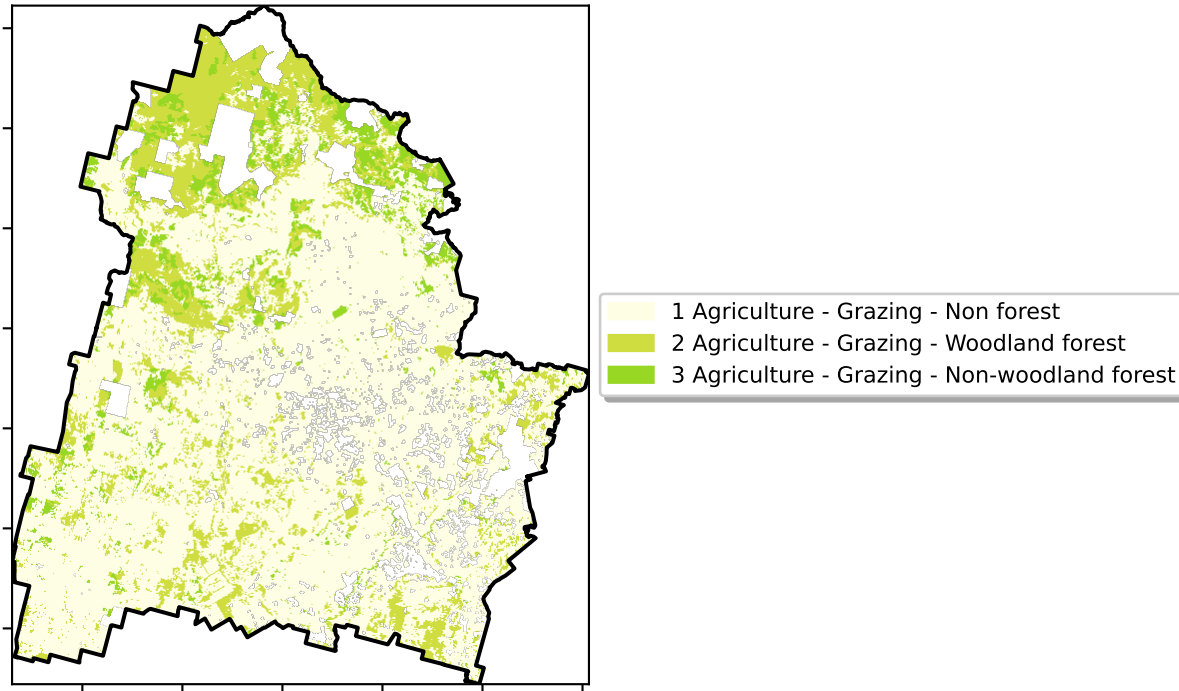 1 Agriculture - Grazing - Non forest
2 Agriculture - Grazing - Woodland forest
3 Agriculture - Grazing - Non-woodland forest